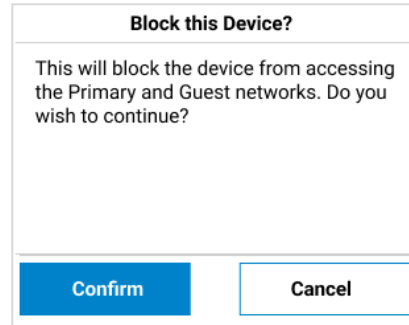 Block this Device?
This will block the device from accessing
the Primary and Guest networks. Do you
wish to continue?
Confirm
Cancel